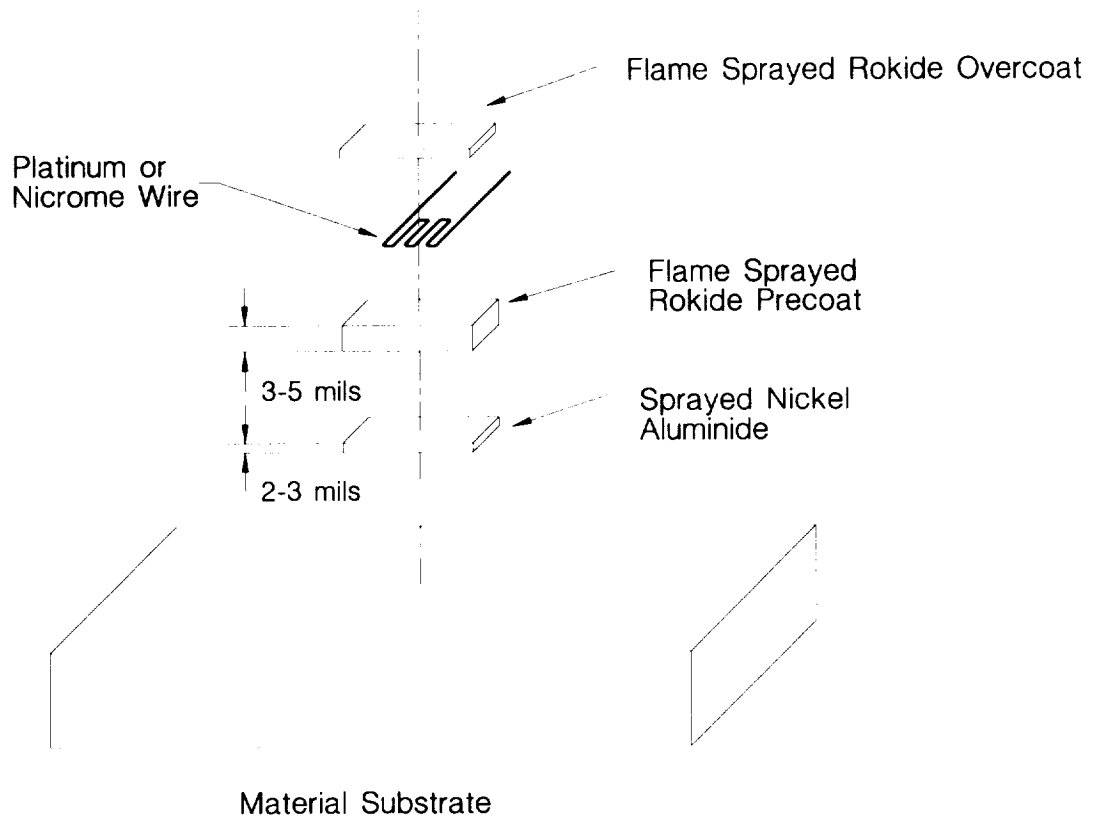 Flame Sprayed Rokide Overcoat
Platinum or
Nicrome Wire
Flame Sprayed
Rokide Precoat
3-5 mils
Sprayed Nickel
Aluminide
2-3 mils
Material Substrate